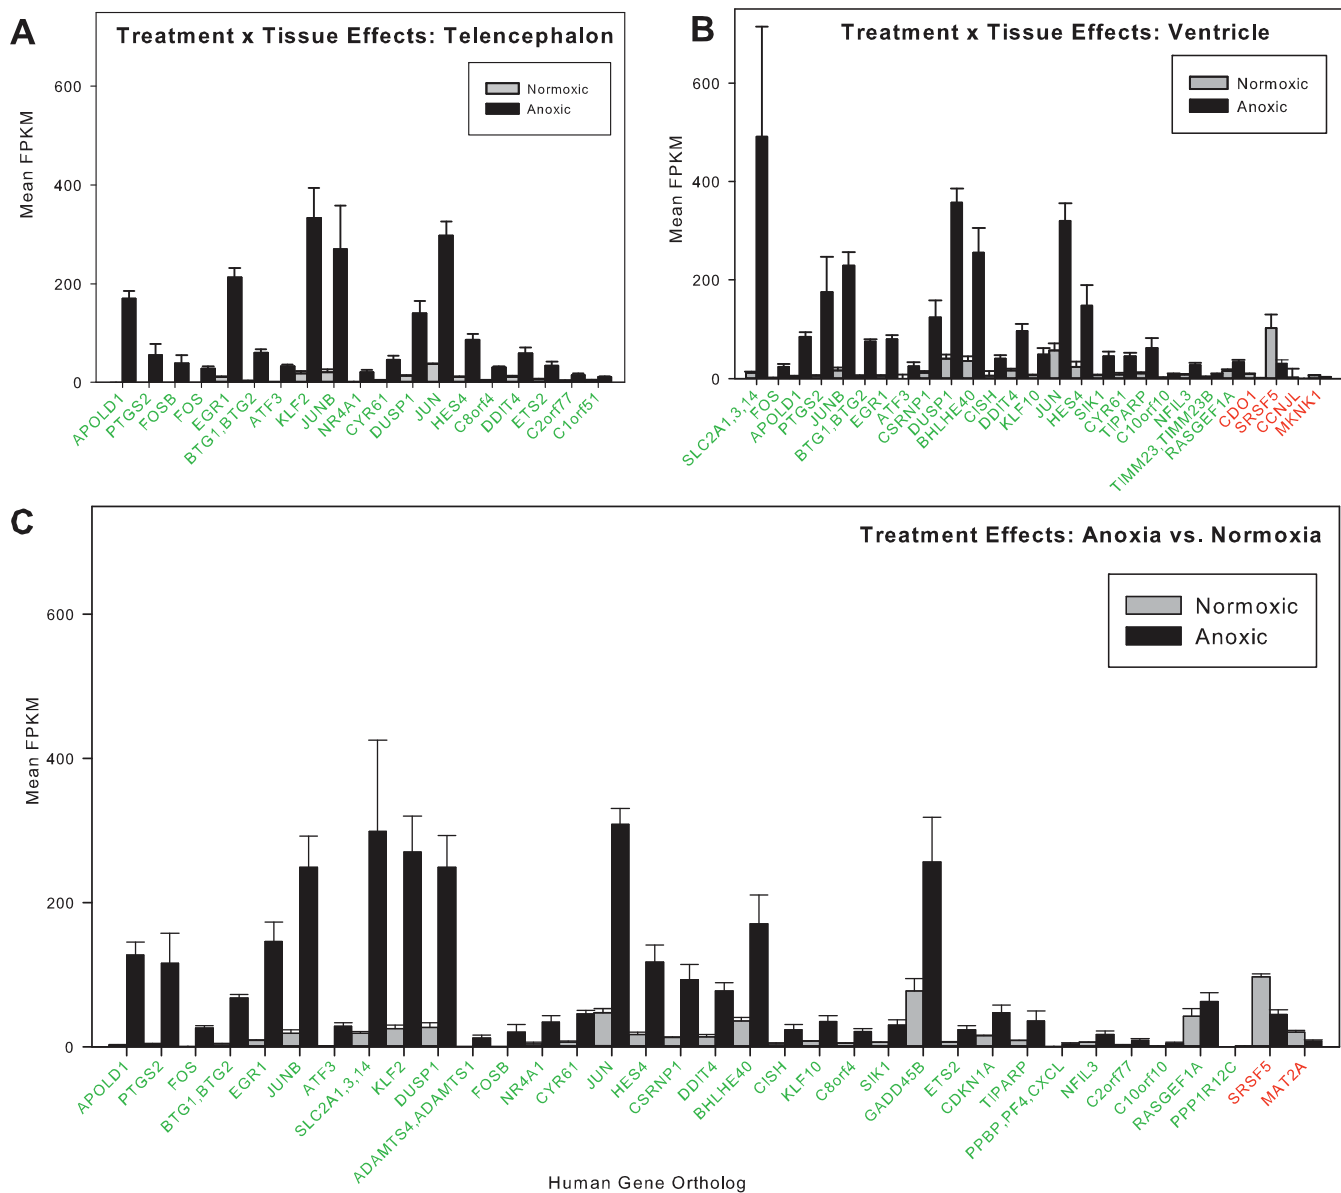 A
Treatment x Tissue Effects: Telencephalon
Normoxic
Anoxic
Mean FPKM
600
400
200
0
APOLD1
PTGS2
FOSB
FOS
EGR1
BTG1,BTG2
ATF3
KLF2
JUNB
NR4A1
CYR61
DUSP1
JUN
HES4
C8orf4
DDIT4
ETS2
C2orf77
C1orf51
B
Treatment x Tissue Effects: Ventricle
Normoxic
Anoxic
Mean FPKM
600
400
200
0
SLC2A1,3,14
FOS
APOLD1
PTGS2
JUNB
BTG1,BTG2
EGR1
ATF3
CSRNP1
DUSP1
BHLHE40
CISH
DDIT4
KLF10
JUN
HES4
SIK1
CYR61
TIPARP
C10orf10
NFIL3
TIMM23,TIMM23B
RASGEF1A
CDO1
SRSF5
CCNJL
MKNK1
C
Treatment Effects: Anoxia vs. Normoxia
Normoxic
Anoxic
Mean FPKM
600
400
200
0
APOLD1
PTGS2
FOS
BTG1,BTG2
EGR1
JUNB
ATF3
SLC2A1,3,14
KLF2
DUSP1
ADAMTS4,ADAMTS1
FOSB
NR4A1
CYR61
JUN
HES4
CSRNP1
DDIT4
BHLHE40
CISH
KLF10
C8orf4
SIK1
GADD45B
ETS2
CDKN1A
TIPARP
PPBP,PF4,CXCL
NFIL3
C2orf77
C10orf10
RASGEF1A
PPP1R12C
SRSF5
MAT2A
Human Gene Ortholog